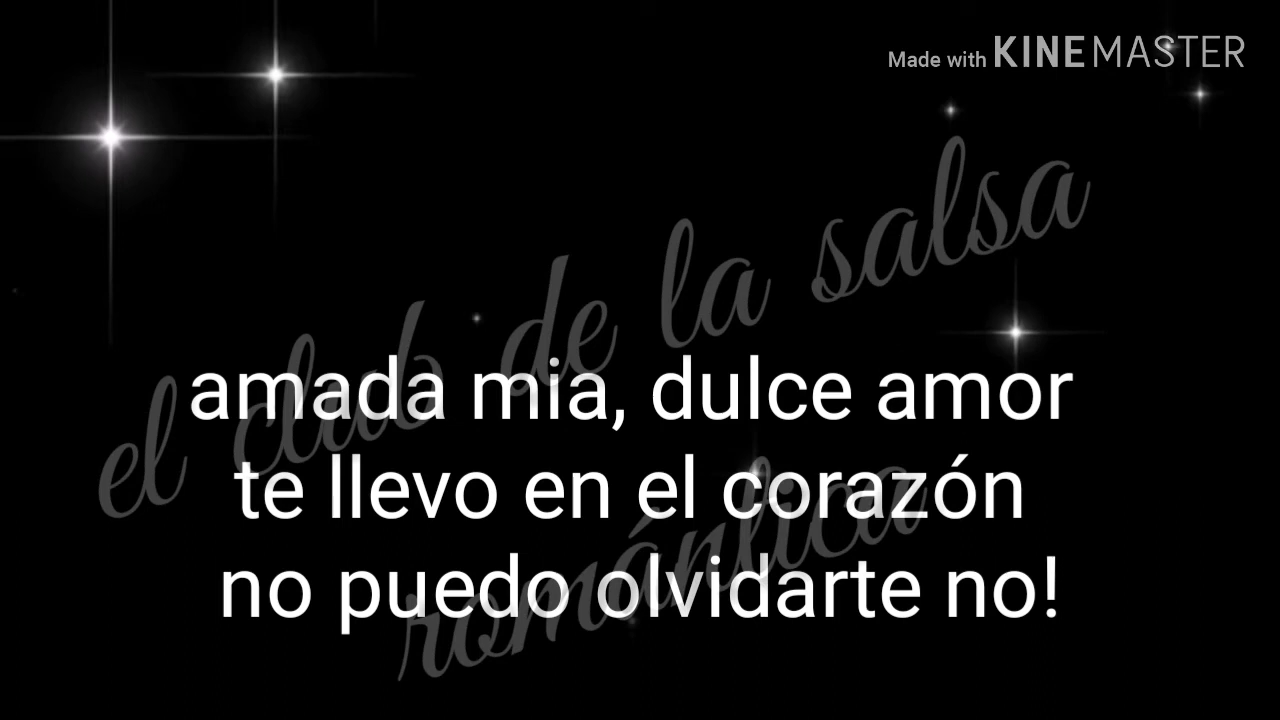 Made with KINEMASTER
el club de la salsa
romántica
amada mia, dulce amor
te llevo en el corazón
no puedo olvidarte no!